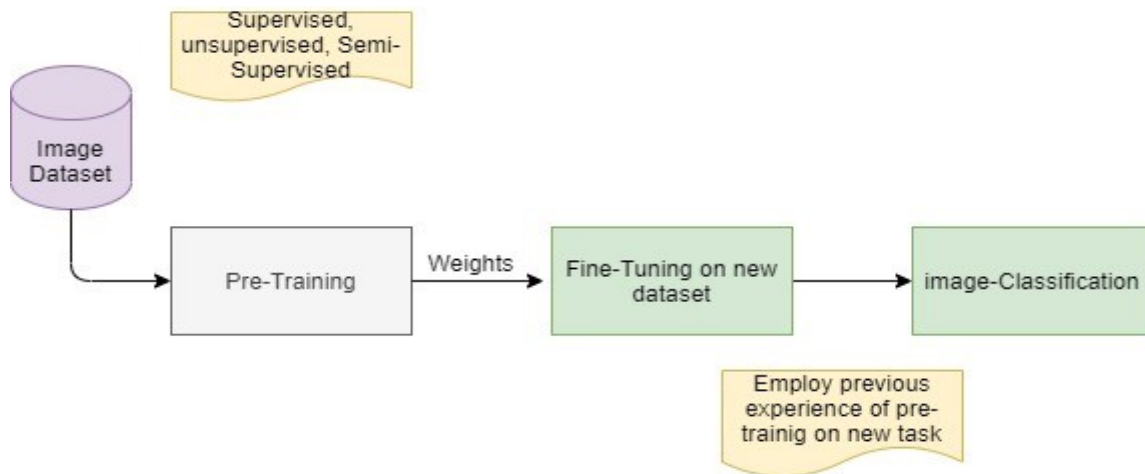 Supervised,
unsupervised, Semi-
Supervised
Image
Dataset
Pre-Training
Weights
Fine-Tuning on new
dataset
image-Classification
Employ previous
experience of pre-
trainig on new task